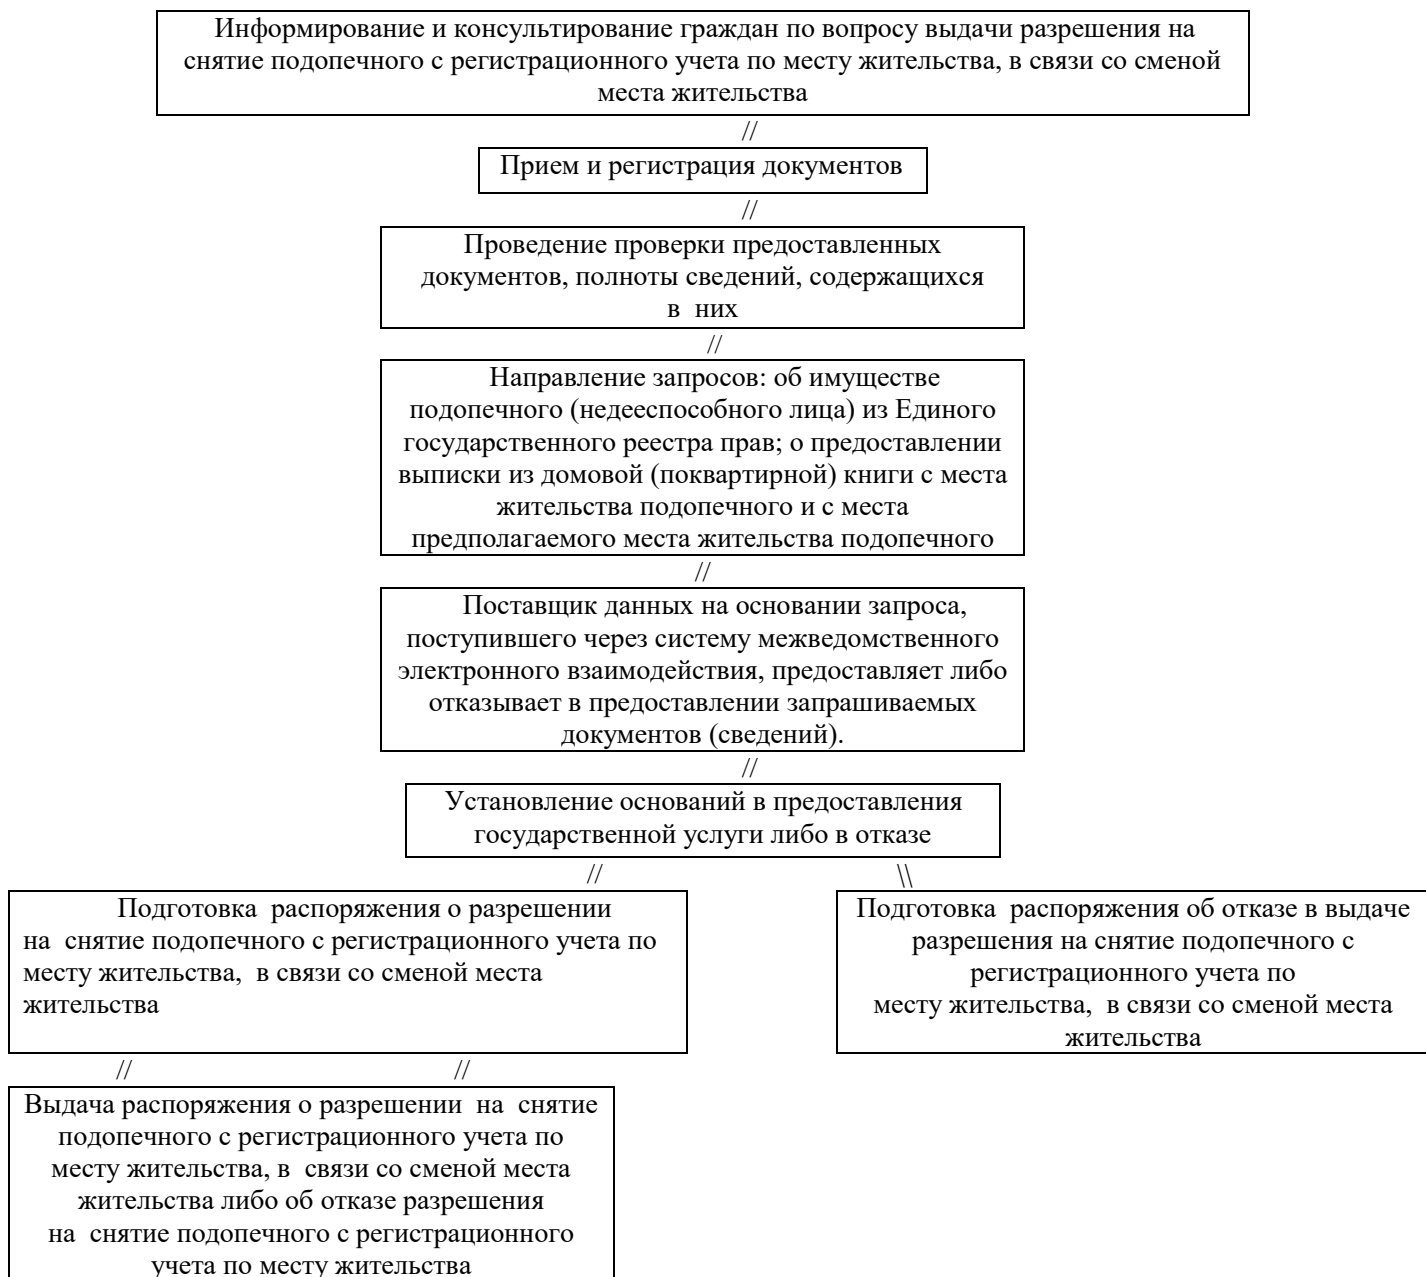 Информирование и консультирование граждан по вопросу выдачи разрешения на
снятие подопечного с регистрационного учета по месту жительства, в связи со сменой
места жительства
//
Прием и регистрация документов
//
Проведение проверки предоставленных
документов, полноты сведений, содержащихся
в них
//
Направление запросов: об имуществе
подопечного (недееспособного лица) из Единого
государственного реестра прав; о предоставлении
выписки из домовой (поквартирной) книги с места
жительства подопечного и с места
предполагаемого места жительства подопечного
//
Поставщик данных на основании запроса,
поступившего через систему межведомственного
электронного взаимодействия, предоставляет либо
отказывает в предоставлении запрашиваемых
документов (сведений).
//
Установление оснований в предоставления
государственной услуги либо в отказе
// \\
Подготовка распоряжения о разрешении
на снятие подопечного с регистрационного учета по
месту жительства, в связи со сменой места
жительства
Подготовка распоряжения об отказе в выдаче
разрешения на снятие подопечного с
регистрационного учета по
месту жительства, в связи со сменой места
жительства
// //
Выдача распоряжения о разрешении на снятие
подопечного с регистрационного учета по
месту жительства, в связи со сменой места
жительства либо об отказе разрешения
на снятие подопечного с регистрационного
учета по месту жительства